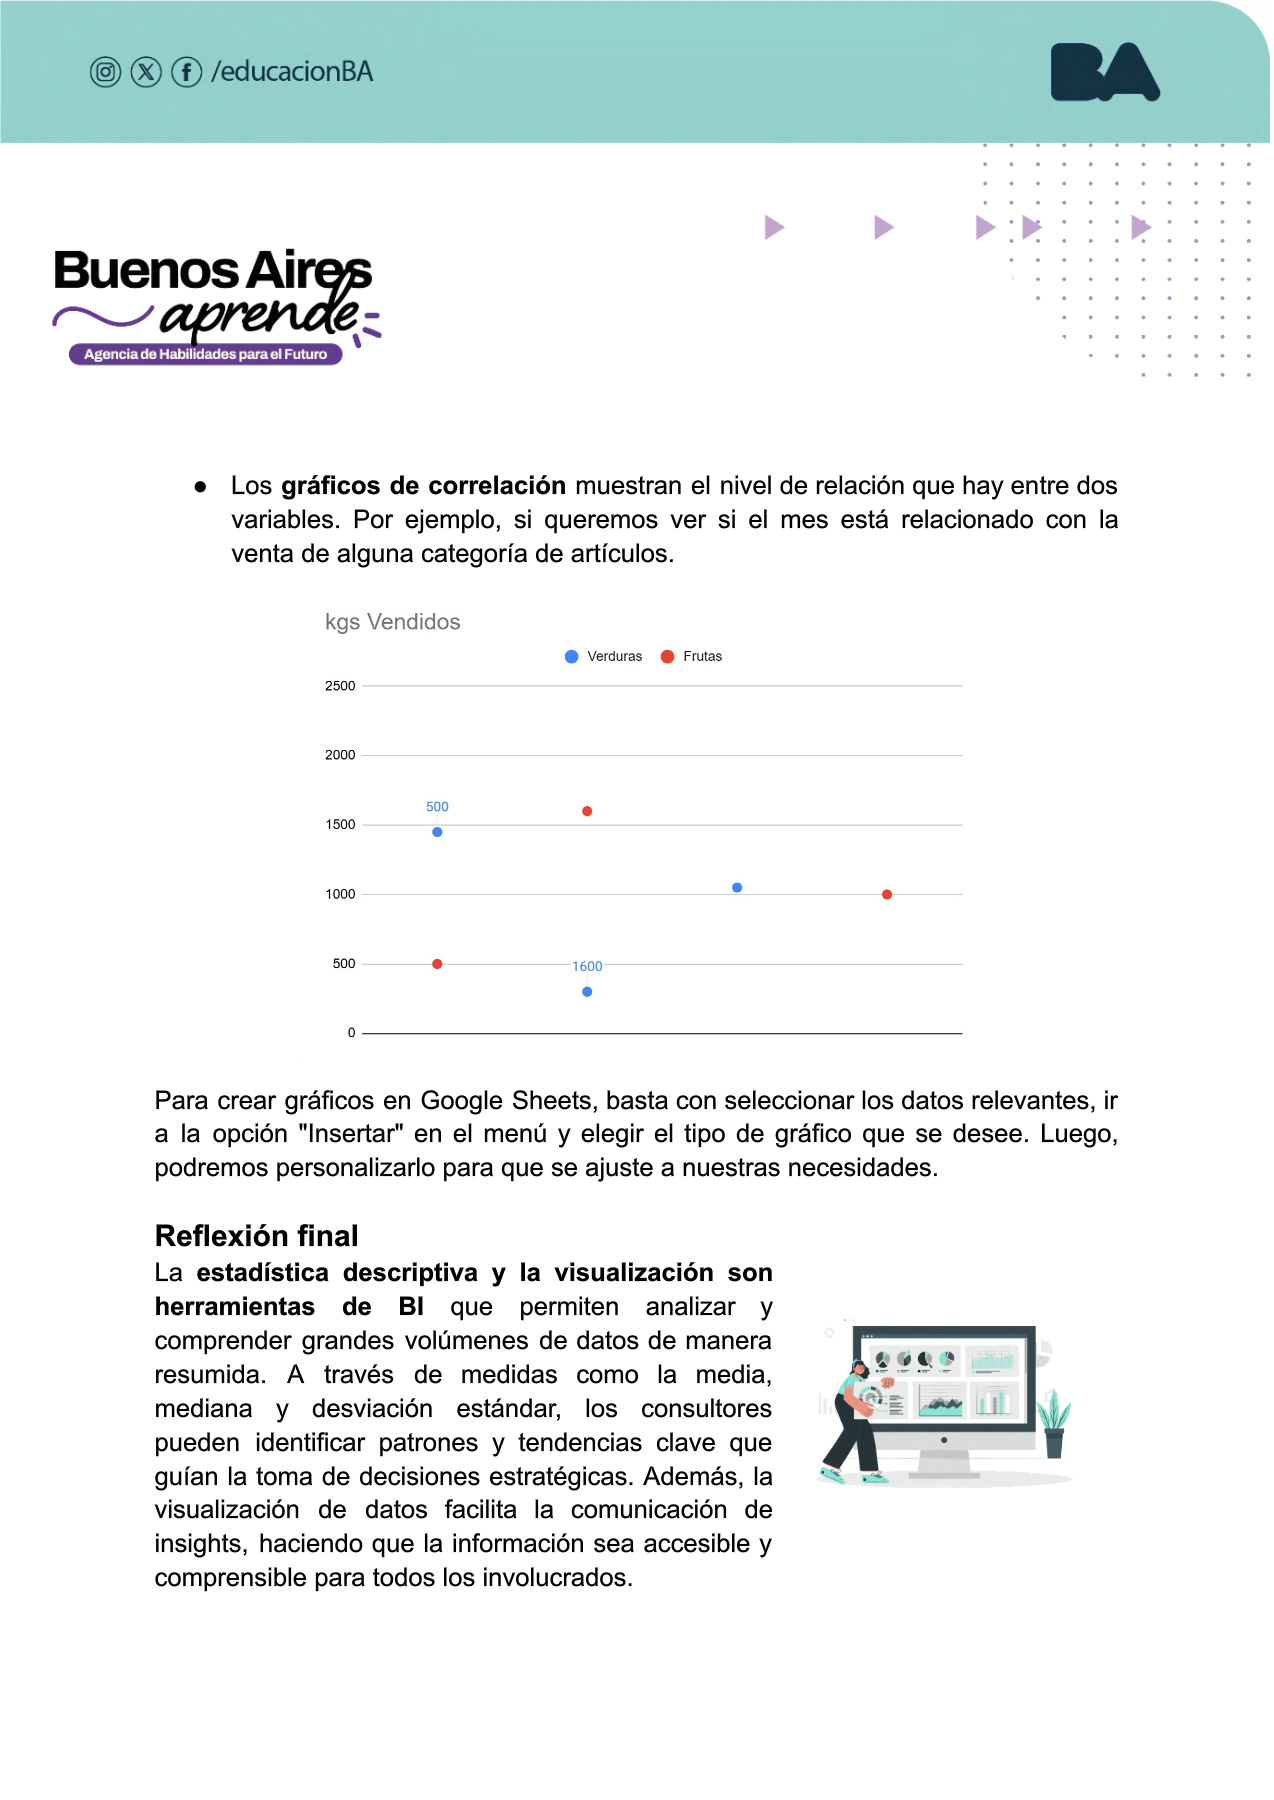 /educacionBA
BA
Buenos Aires
aprende
Agencia de Habilidades para el Futuro
● Los gráficos de correlación muestran el nivel de relación que hay entre dos
variables. Por ejemplo, si queremos ver si el mes está relacionado con la
venta de alguna categoría de artículos.
kgs Vendidos
Verduras Frutas
2500
2000
500
1500
1000
500
1600
0
Para crear gráficos en Google Sheets, basta con seleccionar los datos relevantes, ir
a la opción "Insertar" en el menú y elegir el tipo de gráfico que se desee. Luego,
podremos personalizarlo para que se ajuste a nuestras necesidades.
Reflexión final
La estadística descriptiva y la visualización son
herramientas de BI que permiten analizar y
comprender grandes volúmenes de datos de manera
resumida. A través de medidas como la media,
mediana y desviación estándar, los consultores
pueden identificar patrones y tendencias clave que
guían la toma de decisiones estratégicas. Además, la
visualización de datos facilita la comunicación de
insights, haciendo que la información sea accesible y
comprensible para todos los involucrados.